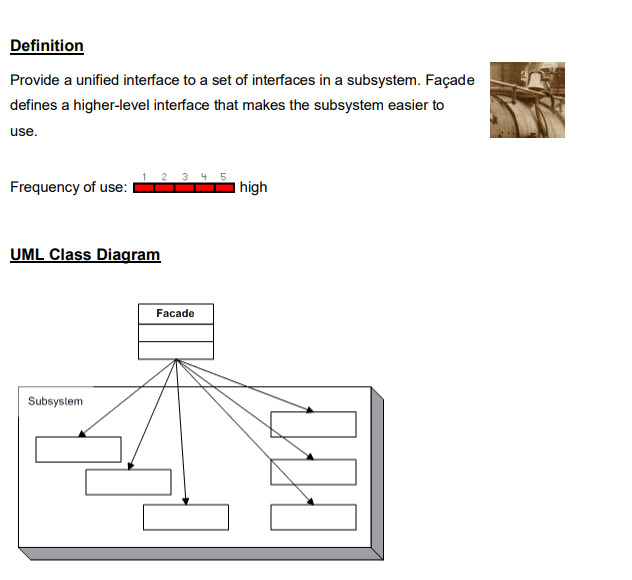 Definition
Provide a unified interface to a set of interfaces in a subsystem. Façade
defines a higher-level interface that makes the subsystem easier to
use.
1 2 3 4 5
Frequency of use: high
UML Class Diagram
Facade
Subsystem